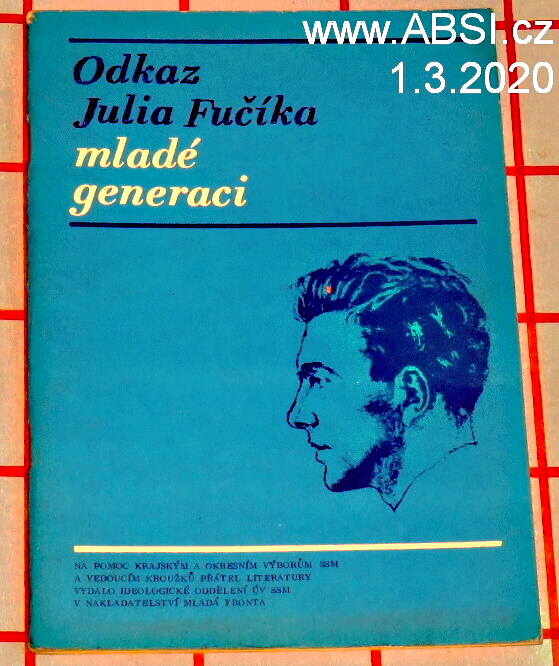 www.ABSI.cz
1.3.2020
Odkaz
Julia Fučíka
mladé
generaci
NA POMOC KRAJSKÝM A OKRESNÍM VÝBORŮM SSM
A VEDOUCÍM KROUŽKŮ PŘÁTEL LITERATURY
VYDALO IDEOLOGICKÉ ODDĚLENÍ ÚV SSM
V NAKLADATELSTVÍ MLADÁ FRONTA